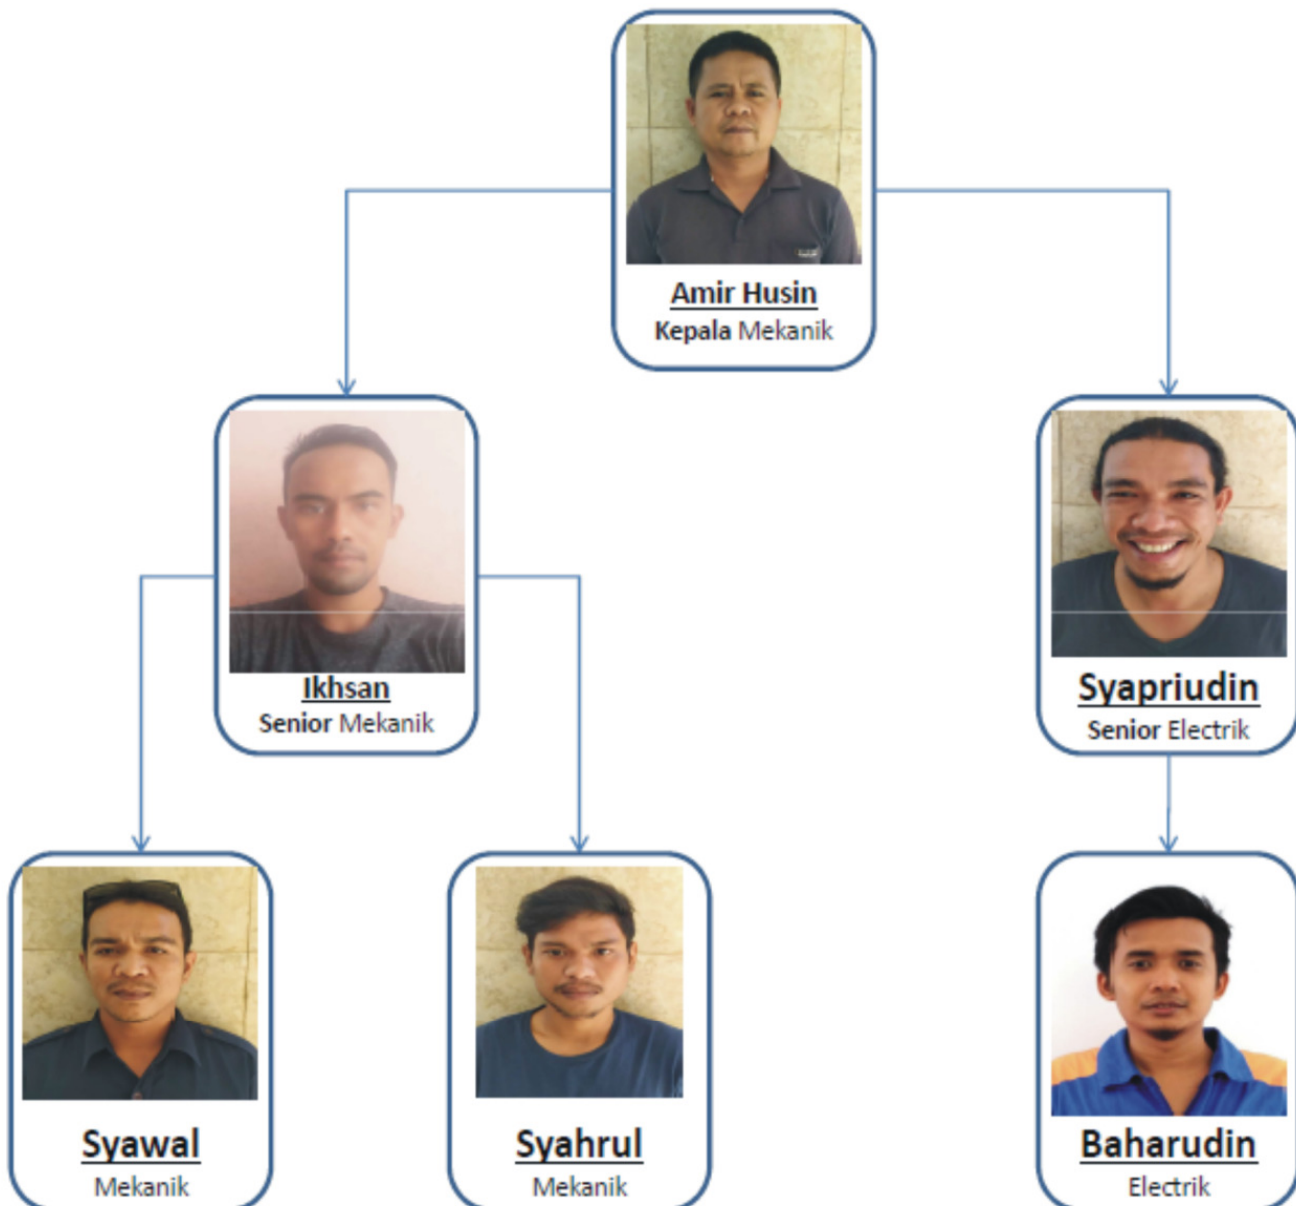 Amir Husin
Kepala Mekanik
Ikhsan
Senior Mekanik
Syapriudin
Senior Electrik
Syawal
Mekanik
Syahrul
Mekanik
Baharudin
Electrik